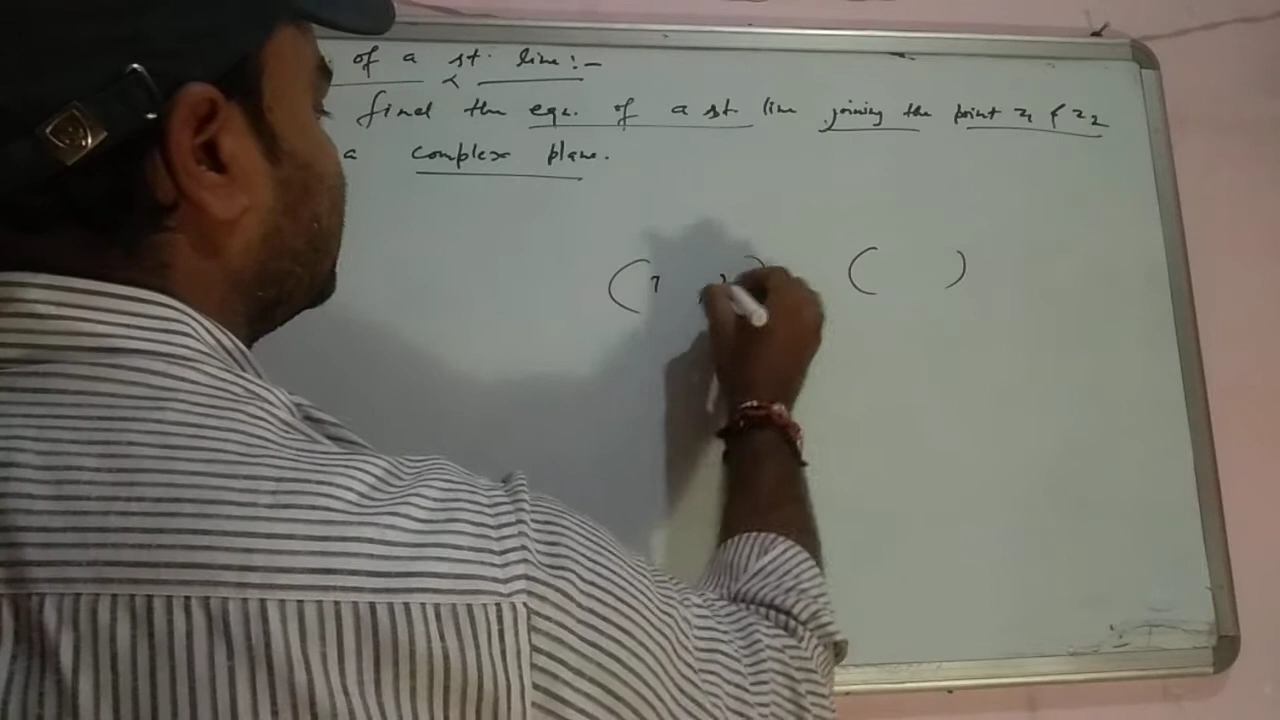 of a st. line:-
find the eqn. of a st line joining the point z1 & z2
a complex plane.
( ) ( )